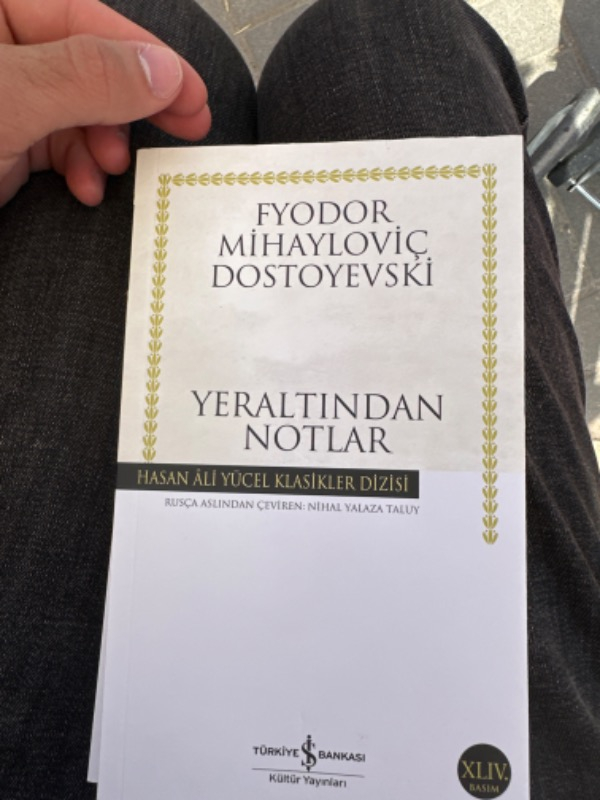 FYODOR
MİHAYLOVİÇ
DOSTOYEVSKİ
YERALTINDAN
NOTLAR
HASAN ÂLİ YÜCEL KLASİKLER DİZİSİ
RUSÇA ASLINDAN ÇEVİREN: NİHAL YALAZA TALUY
TÜRKİYE İŞ BANKASI
Kültür Yayınları
XLIV.
BASIM